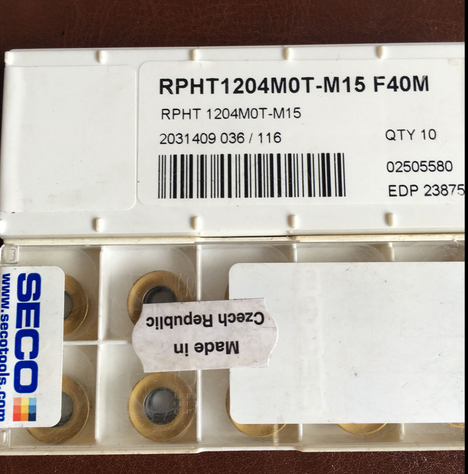 RPHT1204M0T-M15 F40M
RPHT 1204M0T-M15
2031409 036 / 116
QTY 10
02505580
EDP 23875
SECO
www.secotools.com
Made in
Czech Republic